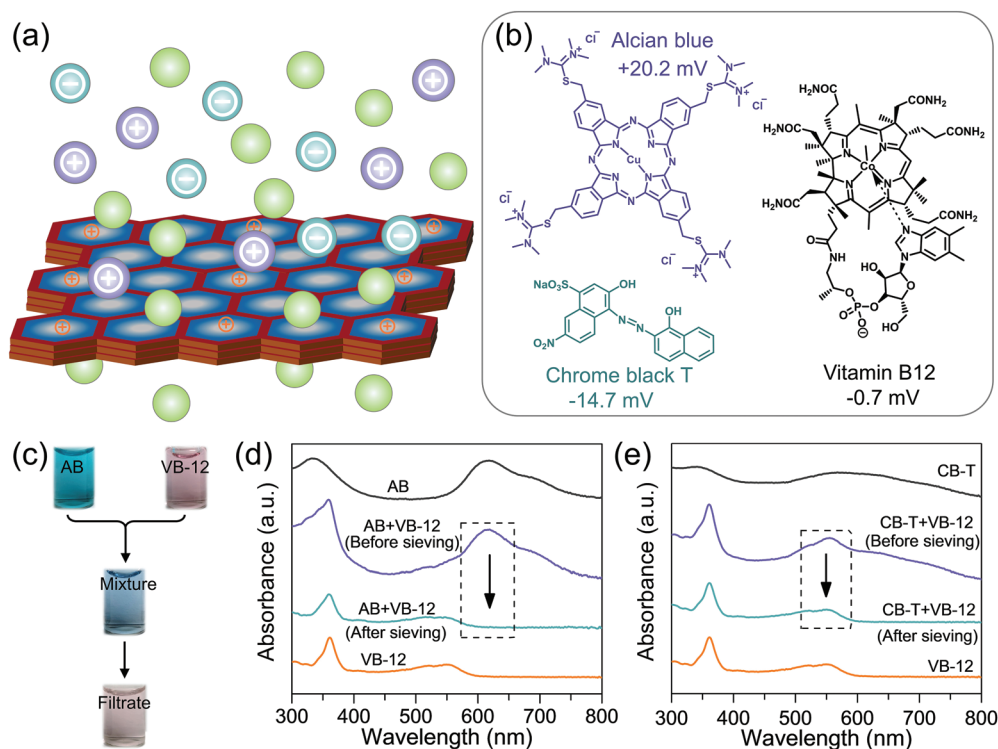 (a)
(b)
Alcian blue
+20.2 mV
Cl⁻
N
N⁺
S
N
N⁺
S
Cl⁻
N
N
N
N
N
Cu
N
N
N
Cl⁻
S
N
N⁺
S
N
N⁺
Cl⁻
NaO₃S
OH
OH
N
N
O₂N
Chrome black T
-14.7 mV
H₂NOC
CONH₂
H₂NOC
CONH₂
N
N
Co
N
N
H₂NOC
CONH₂
O
NH
N
N
HO
O
O
P
O
O
O
⊖
HO
Vitamin B12
-0.7 mV
(c)
AB
VB-12
Mixture
Filtrate
(d)
Absorbance (a.u.)
AB
AB+VB-12
(Before sieving)
AB+VB-12
(After sieving)
VB-12
300 400 500 600 700 800
Wavelength (nm)
(e)
Absorbance (a.u.)
CB-T
CB-T+VB-12
(Before sieving)
CB-T+VB-12
(After sieving)
VB-12
300 400 500 600 700 800
Wavelength (nm)